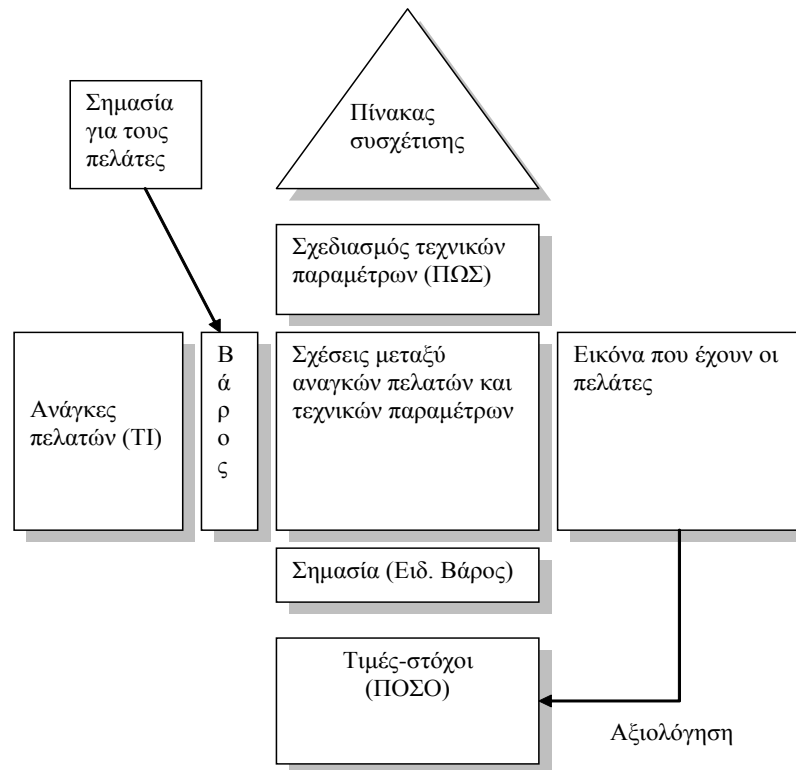 Σημασία
για τους
πελάτες
Πίνακας
συσχέτισης
Σχεδιασμός τεχνικών
παραμέτρων (ΠΩΣ)
Ανάγκες
πελατών (ΤΙ)
Β
ά
ρ
ο
ς
Σχέσεις μεταξύ
αναγκών πελατών και
τεχνικών παραμέτρων
Εικόνα που έχουν οι
πελάτες
Σημασία (Ειδ. Βάρος)
Τιμές-στόχοι
(ΠΟΣΟ)
Αξιολόγηση